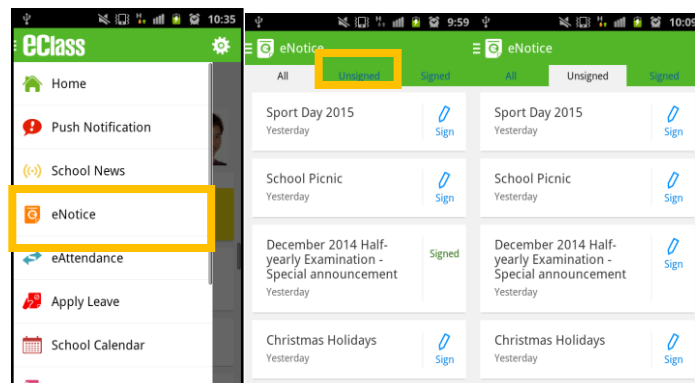 10:35
eClass
Home
Push Notification
School News
eNotice
eAttendance
Apply Leave
School Calendar
9:59
eNotice
All Unsigned Signed
Sport Day 2015
Yesterday
Sign
School Picnic
Yesterday
Sign
December 2014 Half-
yearly Examination -
Special announcement
Yesterday
Signed
Christmas Holidays
Yesterday
Sign
10:09
eNotice
All Unsigned Signed
Sport Day 2015
Yesterday
Sign
School Picnic
Yesterday
Sign
December 2014 Half-
yearly Examination -
Special announcement
Yesterday
Sign
Christmas Holidays
Yesterday
Sign